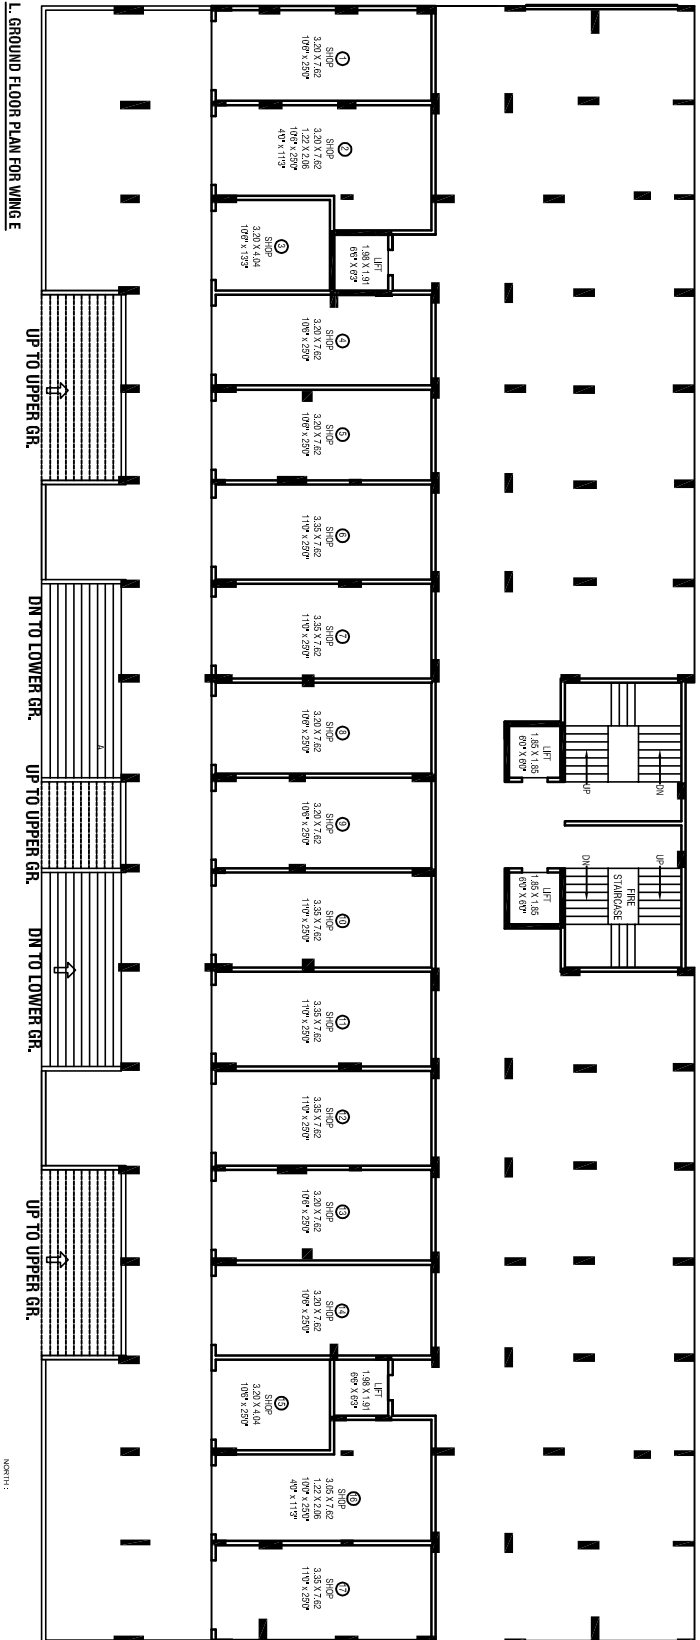 L. GROUND FLOOR PLAN FOR WING E
1
SHOP
3.20 X 7.62
10'6" x 25'0"
2
SHOP
3.20 X 7.62
10'6" x 25'0"
1.22 X 2.06
4'0" x 11'3"
3
SHOP
3.20 X 4.04
10'6" x 13'3"
LIFT
1.98 X 1.91
6'6" X 6'3"
4
SHOP
3.20 X 7.62
10'6" x 25'0"
5
SHOP
3.20 X 7.62
10'6" x 25'0"
6
SHOP
3.35 X 7.62
11'0" x 25'0"
7
SHOP
3.35 X 7.62
11'0" x 25'0"
8
SHOP
3.20 X 7.62
10'6" x 25'0"
9
SHOP
3.20 X 7.62
10'6" x 25'0"
10
SHOP
3.35 X 7.62
11'0" x 25'0"
11
SHOP
3.35 X 7.62
11'0" x 25'0"
12
SHOP
3.35 X 7.62
11'0" x 25'0"
13
SHOP
3.20 X 7.62
10'6" x 25'0"
14
SHOP
3.20 X 7.62
10'6" x 25'0"
15
SHOP
3.20 X 4.04
10'6" x 25'0"
LIFT
1.98 X 1.91
6'6" X 6'3"
16
SHOP
3.05 X 7.62
1.22 X 2.06
10'0" x 25'0"
4'0" x 11'3"
17
SHOP
3.35 X 7.62
11'0" x 25'0"
LIFT
1.85 X 1.85
6'0" X 6'0"
UP
DN
LIFT
1.85 X 1.85
6'0" X 6'0"
DN
UP
FIRE
STAIRCASE
UP TO UPPER GR.
DN TO LOWER GR.
A
UP TO UPPER GR.
DN TO LOWER GR.
UP TO UPPER GR.
NORTH :